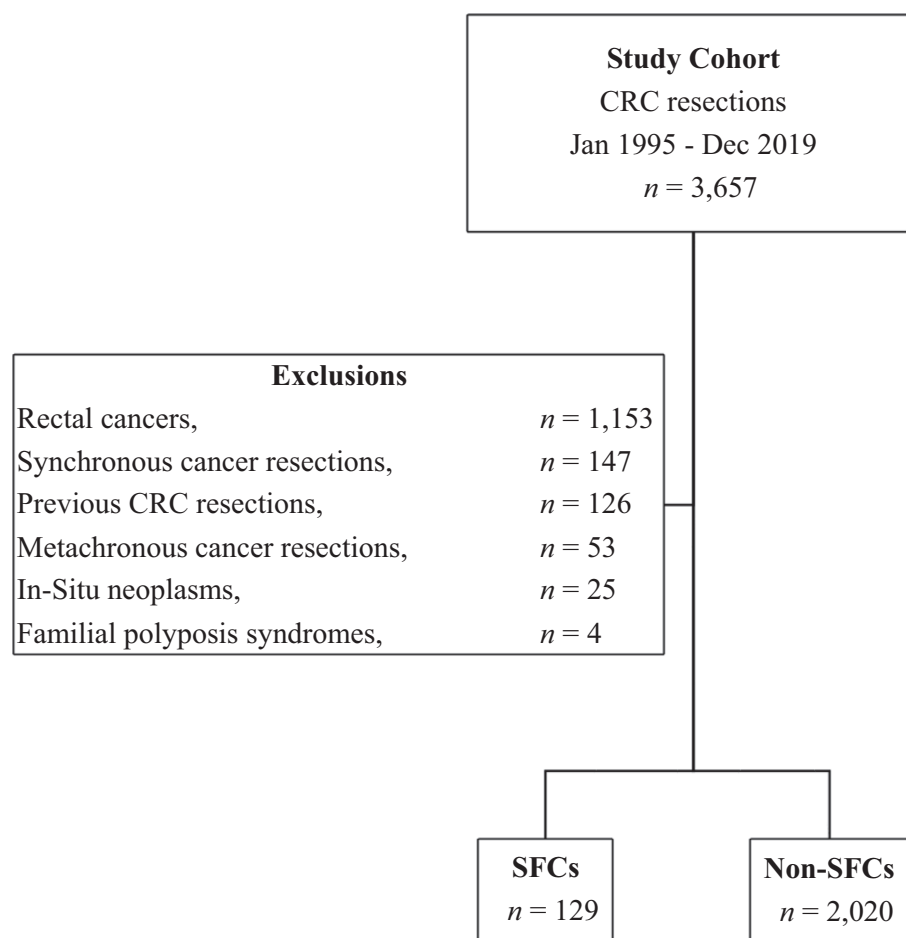 Study Cohort
CRC resections
Jan 1995 - Dec 2019
n = 3,657
Exclusions
Rectal cancers, n = 1,153
Synchronous cancer resections, n = 147
Previous CRC resections, n = 126
Metachronous cancer resections, n = 53
In-Situ neoplasms, n = 25
Familial polyposis syndromes, n = 4
SFCs
n = 129
Non-SFCs
n = 2,020